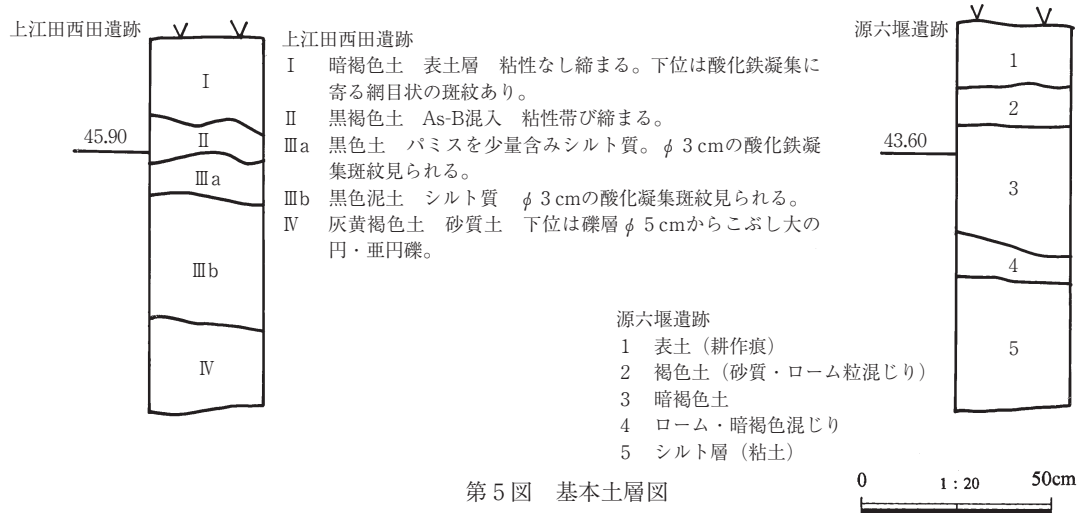 上江田西田遺跡
Ⅰ
45.90
Ⅱ
Ⅲa
Ⅲb
Ⅳ
上江田西田遺跡
Ⅰ 暗褐色土 表土層 粘性なし締まる。下位は酸化鉄凝集に
寄る網目状の斑紋あり。
Ⅱ 黒褐色土 As-B混入 粘性帯び締まる。
Ⅲa 黒色土 パミスを少量含みシルト質。φ3cmの酸化鉄凝
集斑紋見られる。
Ⅲb 黒色泥土 シルト質 φ3cmの酸化凝集斑紋見られる。
Ⅳ 灰黄褐色土 砂質土 下位は礫層φ5cmからこぶし大の
円・亜円礫。
源六堰遺跡
1
2
43.60
3
4
5
源六堰遺跡
1 表土（耕作痕）
2 褐色土（砂質・ローム粒混じり）
3 暗褐色土
4 ローム・暗褐色混じり
5 シルト層（粘土）
第5図 基本土層図
0 1：20 50cm